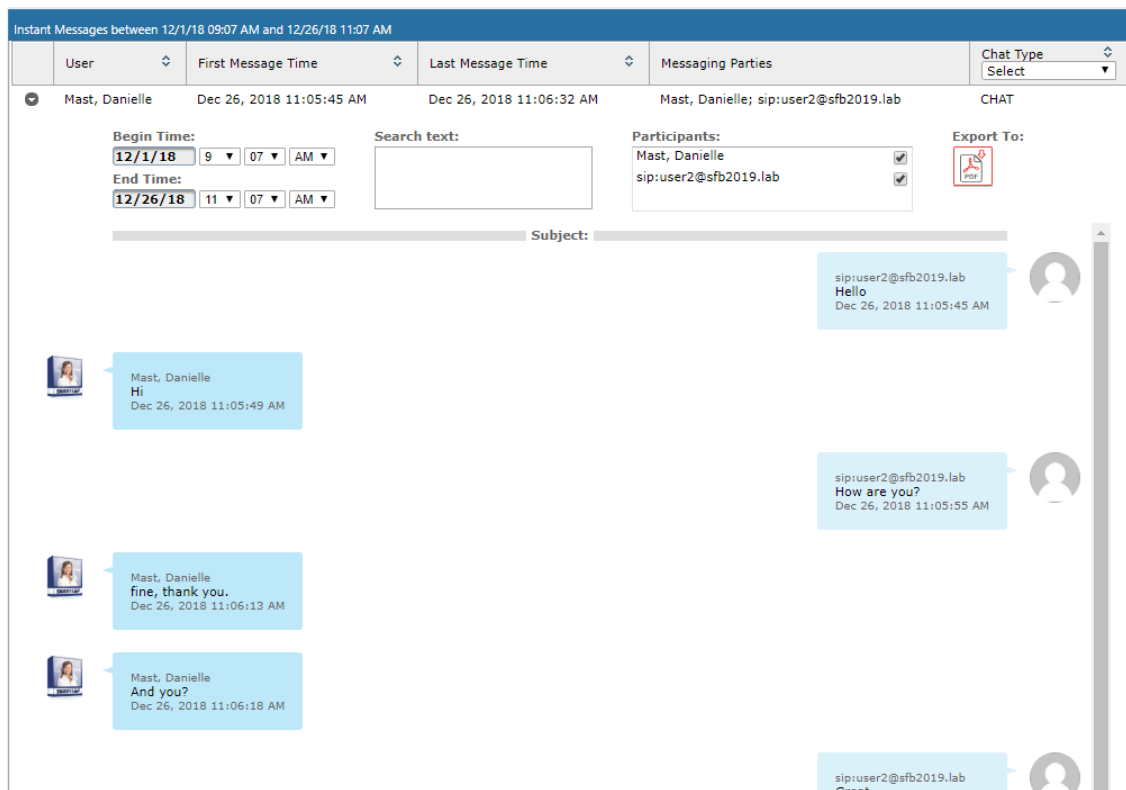 Instant Messages between 12/1/18 09:07 AM and 12/26/18 11:07 AM
User First Message Time Last Message Time Messaging Parties Chat Type
Select
Mast, Danielle Dec 26, 2018 11:05:45 AM Dec 26, 2018 11:06:32 AM Mast, Danielle; sip:user2@sfb2019.lab CHAT
Begin Time: Search text: Participants: Export To:
12/1/18 9 07 AM Mast, Danielle
PDF
End Time: sip:user2@sfb2019.lab
12/26/18 11 07 AM
Subject:
sip:user2@sfb2019.lab
Hello
Dec 26, 2018 11:05:45 AM
Mast, Danielle
Hi
Dec 26, 2018 11:05:49 AM
sip:user2@sfb2019.lab
How are you?
Dec 26, 2018 11:05:55 AM
Mast, Danielle
fine, thank you.
Dec 26, 2018 11:06:13 AM
Mast, Danielle
And you?
Dec 26, 2018 11:06:18 AM
sip:user2@sfb2019.lab